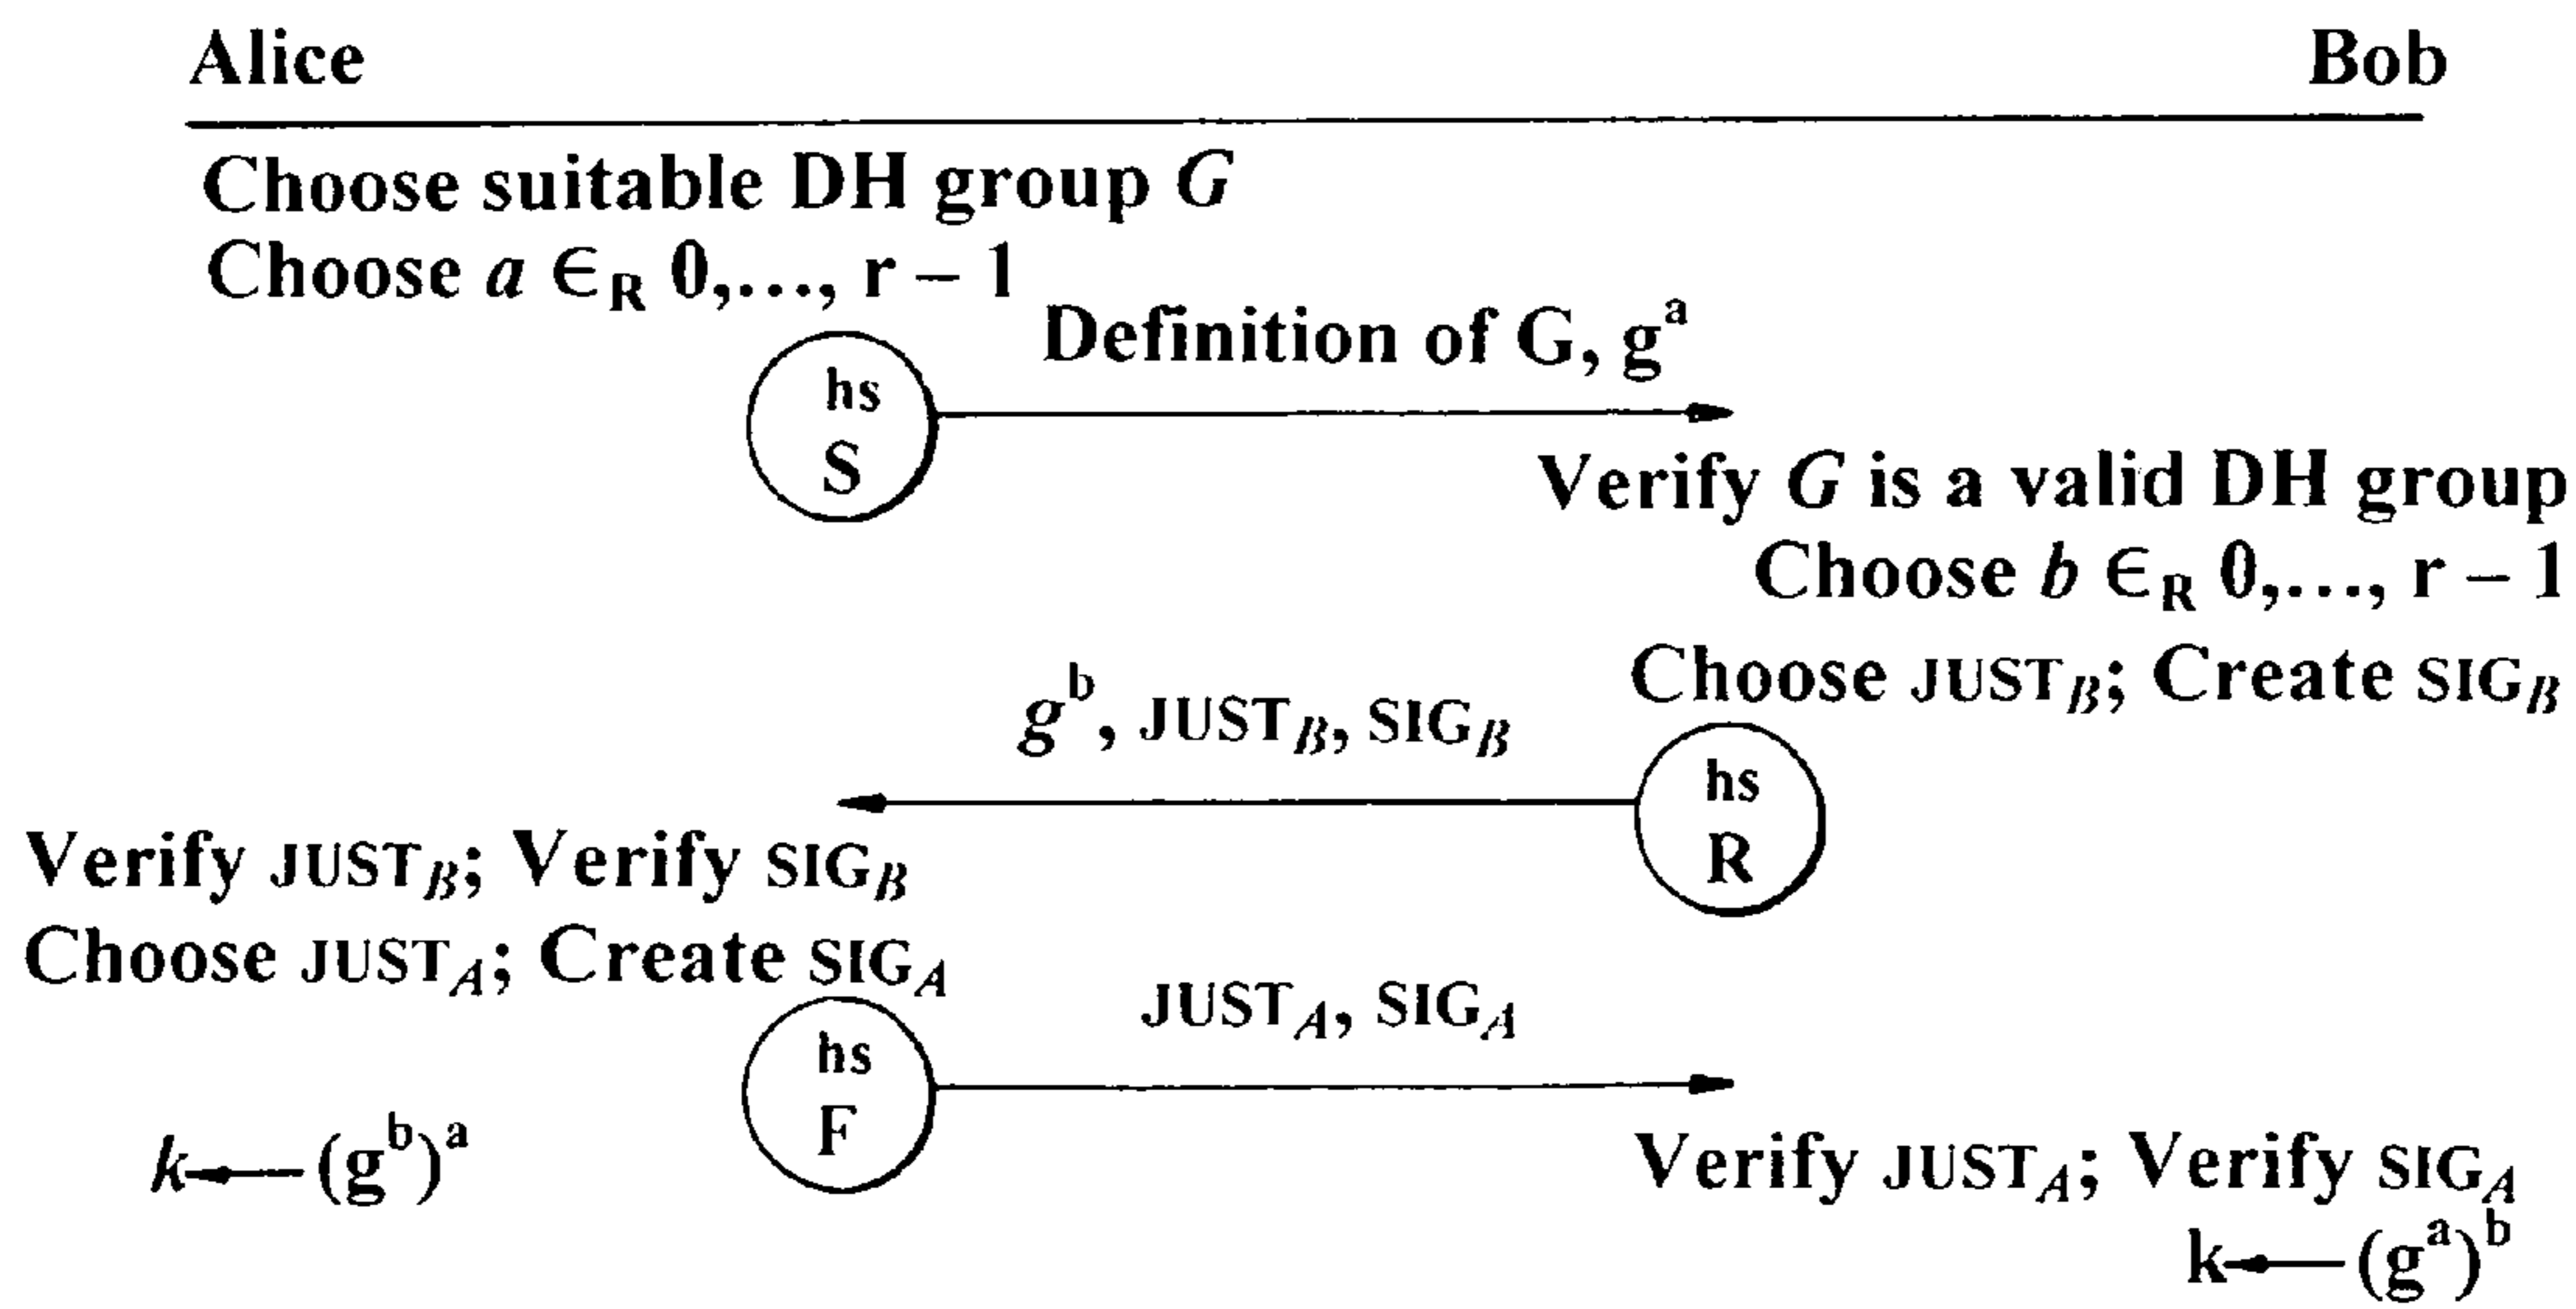 Alice
Bob
Choose suitable DH group G
Choose a ∈R 0,..., r – 1
Definition of G, gᵃ
hs
S
Verify G is a valid DH group
Choose b ∈R 0,..., r – 1
Choose JUSTB; Create SIGB
gᵇ, JUSTB, SIGB
hs
R
Verify JUSTB; Verify SIGB
Choose JUSTA; Create SIGA
JUSTA, SIGA
hs
F
k ← (gᵇ)ᵃ
Verify JUSTA; Verify SIGA
k ← (gᵃ)ᵇ